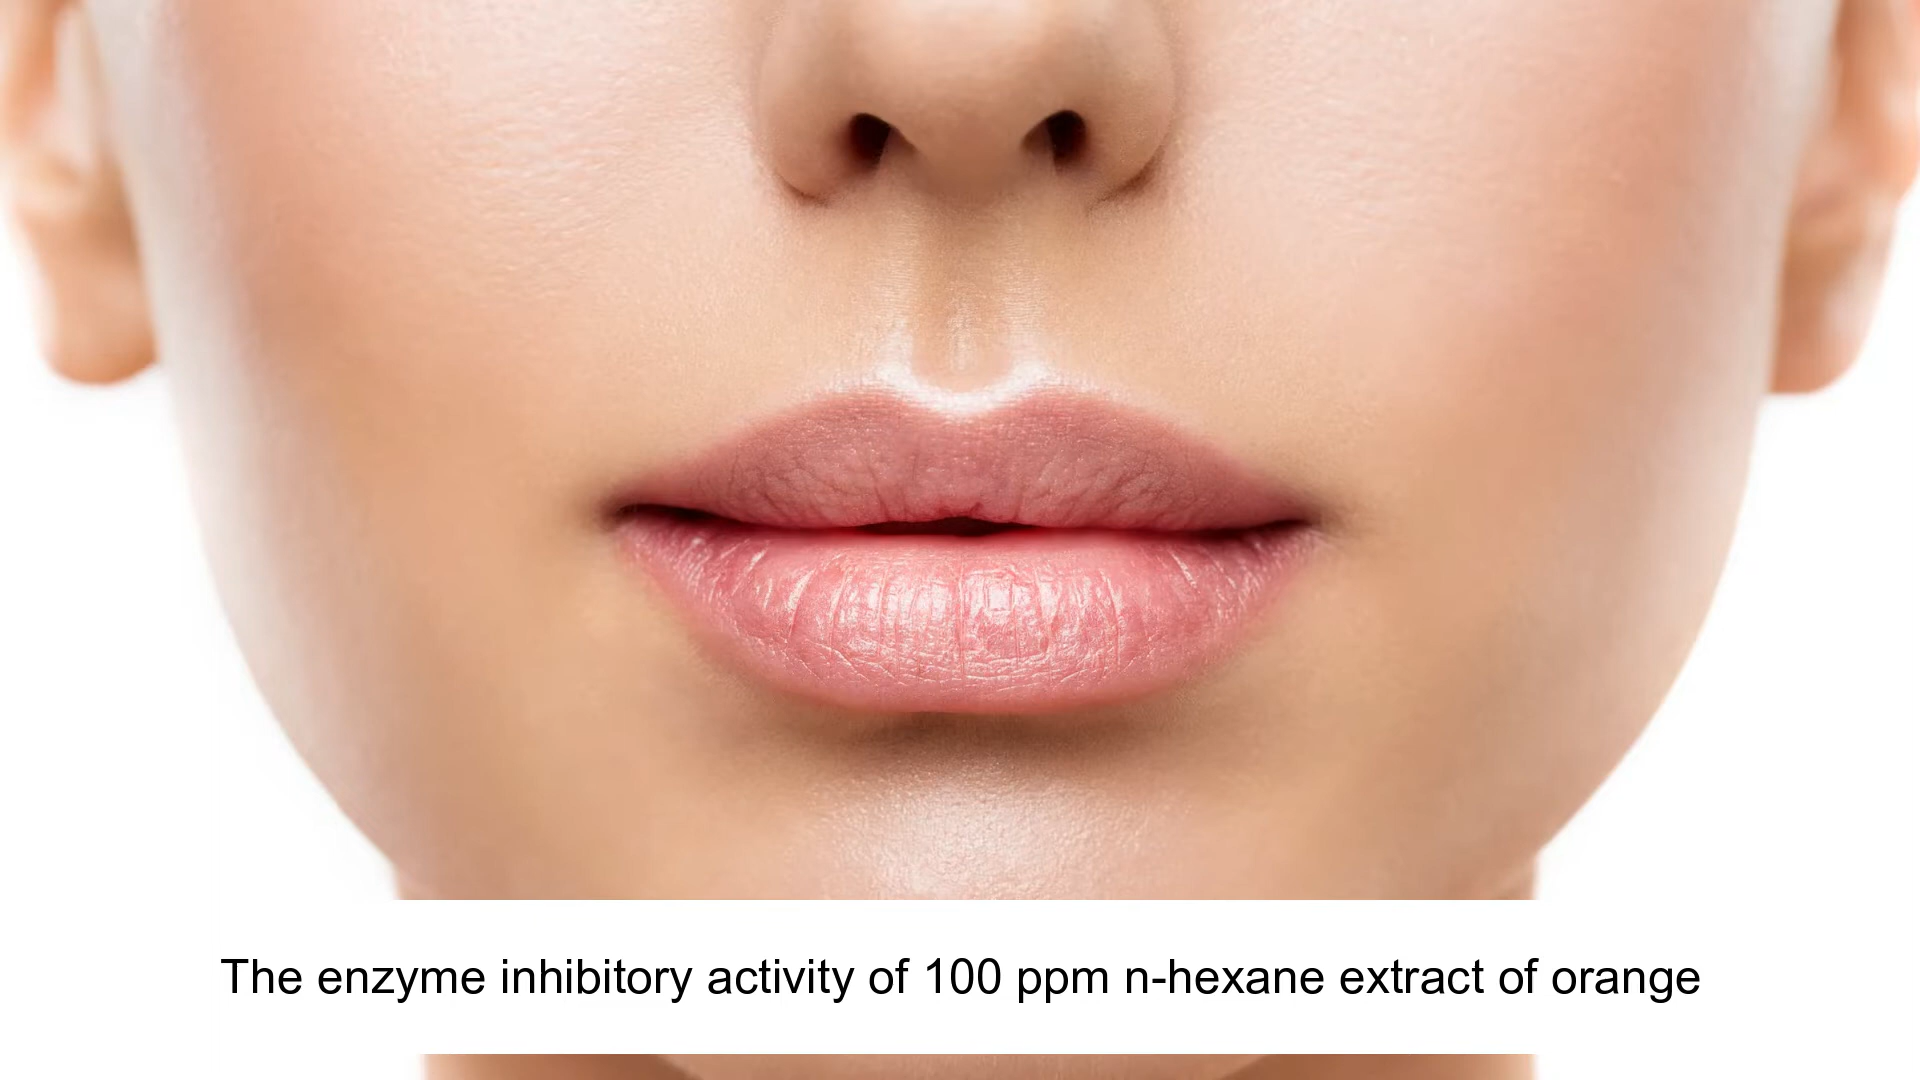 The enzyme inhibitory activity of 100 ppm n-hexane extract of orange